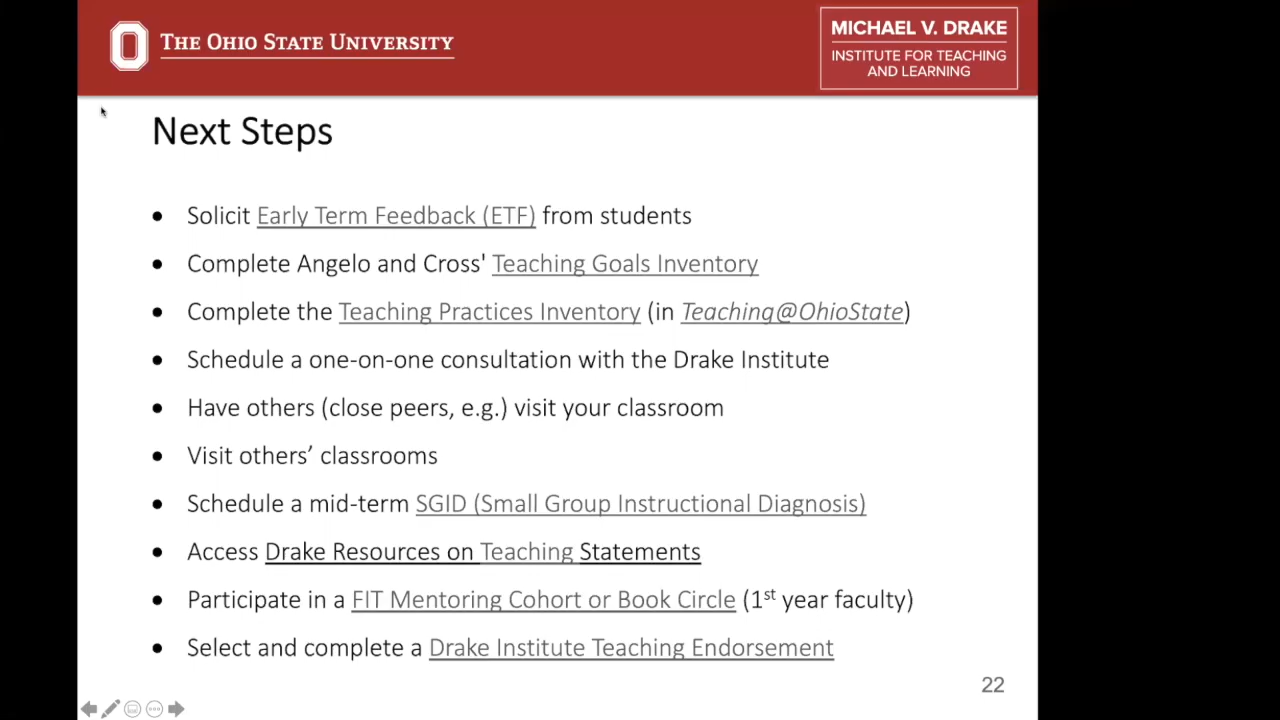 THE OHIO STATE UNIVERSITY
MICHAEL V. DRAKE
INSTITUTE FOR TEACHING
AND LEARNING
Next Steps
• Solicit Early Term Feedback (ETF) from students
• Complete Angelo and Cross' Teaching Goals Inventory
• Complete the Teaching Practices Inventory (in Teaching@OhioState)
• Schedule a one-on-one consultation with the Drake Institute
• Have others (close peers, e.g.) visit your classroom
• Visit others’ classrooms
• Schedule a mid-term SGID (Small Group Instructional Diagnosis)
• Access Drake Resources on Teaching Statements
• Participate in a FIT Mentoring Cohort or Book Circle (1st year faculty)
• Select and complete a Drake Institute Teaching Endorsement
22